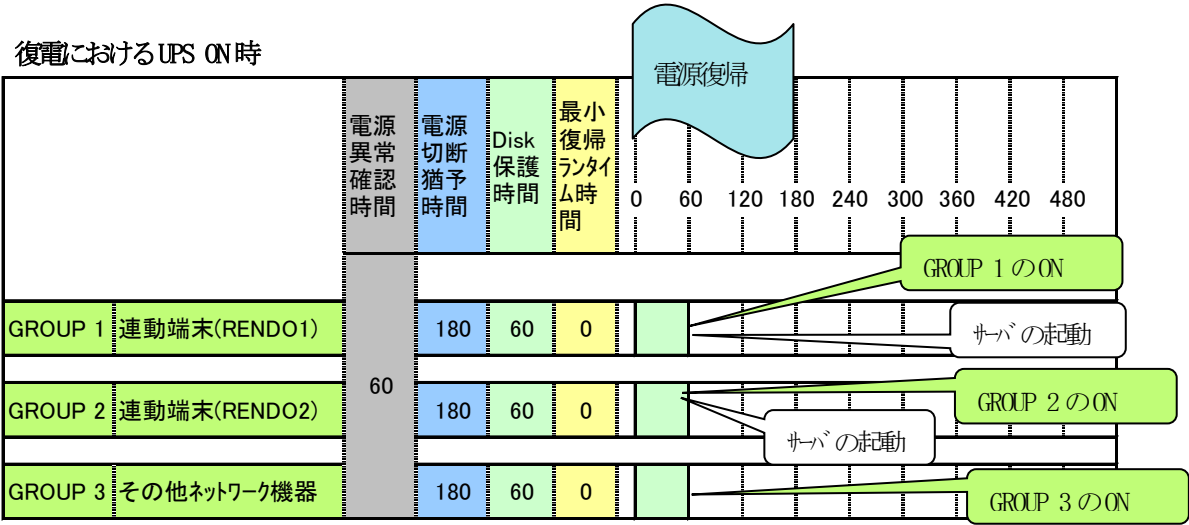 復電におけるUPS ON時
電源復帰
電源
異常
確認
時間
電源
切断
猶予
時間
Disk
保護
時間
最小
復帰
ランタイ
ム時
間
0 60 120 180 240 300 360 420 480
GROUP 1のON
GROUP 1 連動端末(RENDO1) 180 60 0
サーバの起動
60
GROUP 2 連動端末(RENDO2) 180 60 0
GROUP 2のON
サーバの起動
GROUP 3 その他ネットワーク機器 180 60 0
GROUP 3のON